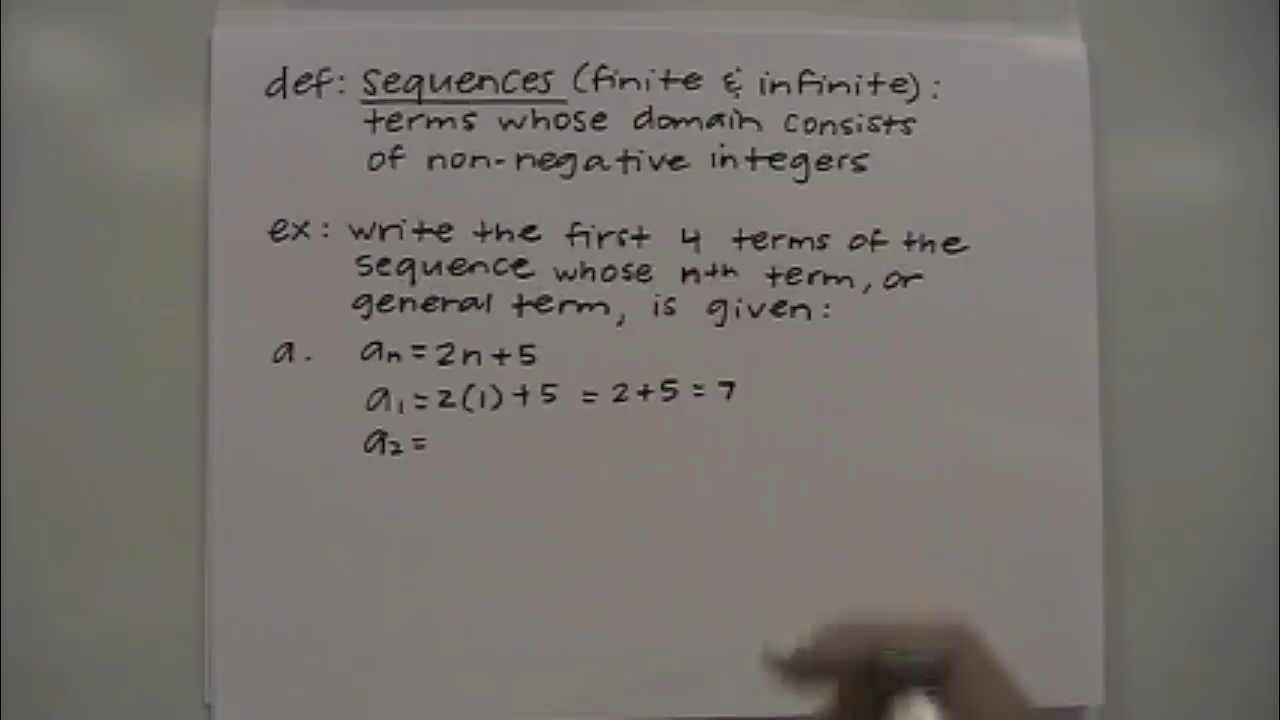 def: sequences (finite & infinite):
terms whose domain consists
of non-negative integers
ex: write the first 4 terms of the
sequence whose nth term, or
general term, is given:
a. an = 2n+5
a1 = 2(1) + 5 = 2+5 = 7
a2 =